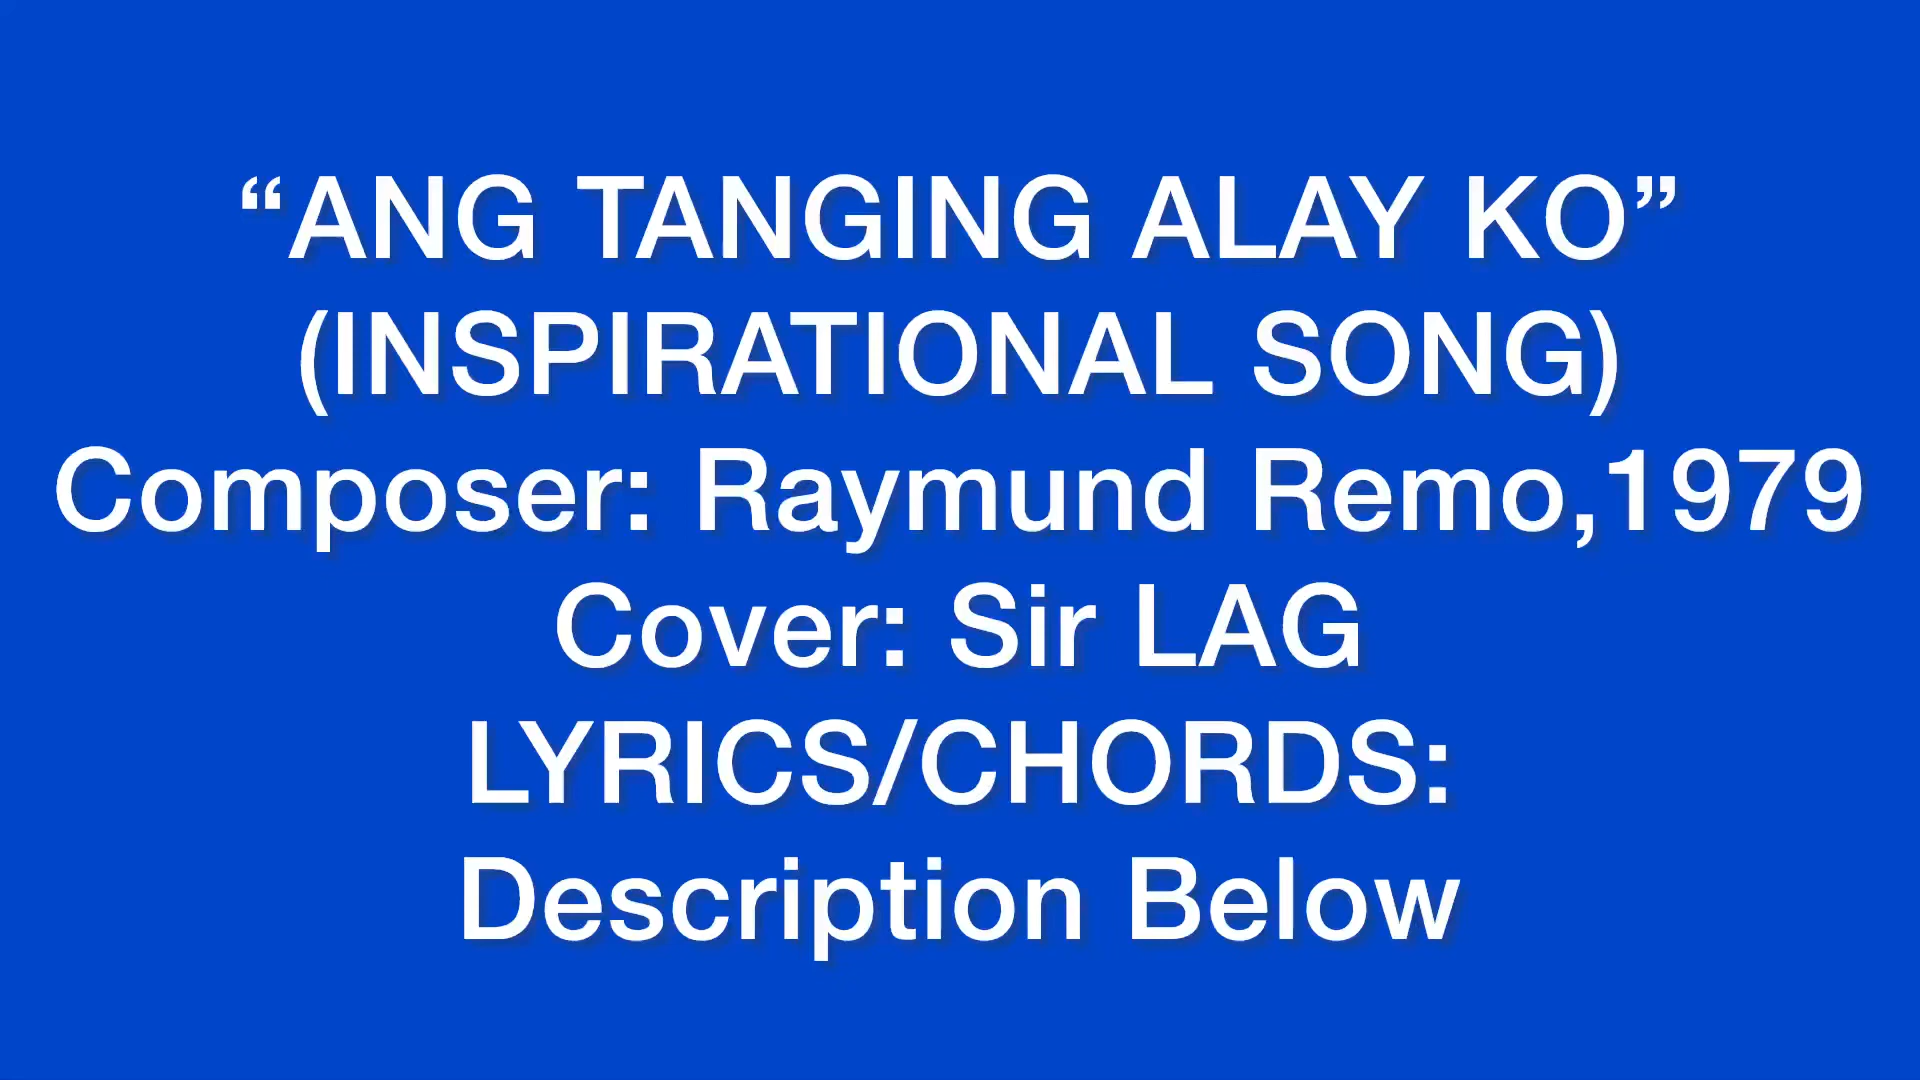 “ANG TANGING ALAY KO”
(INSPIRATIONAL SONG)
Composer: Raymund Remo,1979
Cover: Sir LAG
LYRICS/CHORDS:
Description Below